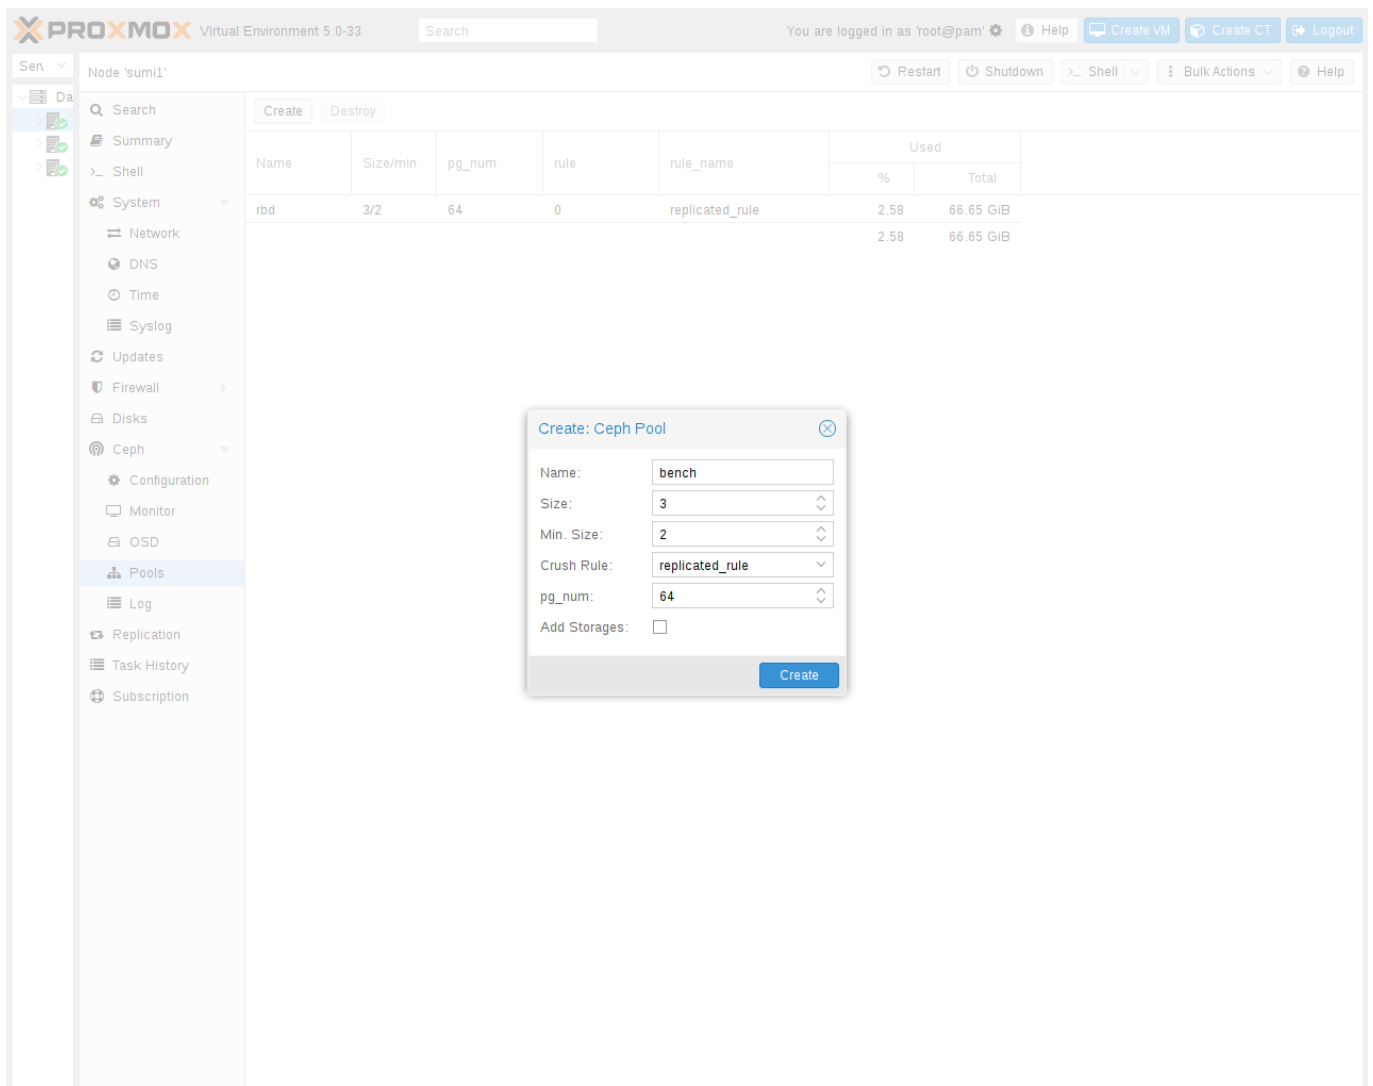 PROXMOX Virtual Environment 5.0-33 Search You are logged in as 'root@pam' Help Create VM Create CT Logout
Node 'sumi1' Restart Shutdown >_ Shell Bulk Actions Help
Search
Summary
>_ Shell
System
Network
DNS
Time
Syslog
Updates
Firewall
Disks
Ceph
Configuration
Monitor
OSD
Pools
Log
Replication
Task History
Subscription
Create Destroy
Name Size/min pg_num rule rule_name Used
% Total
rbd 3/2 64 0 replicated_rule 2.58 66.65 GiB
2.58 66.65 GiB
Create: Ceph Pool
Name: bench
Size: 3
Min. Size: 2
Crush Rule: replicated_rule
pg_num: 64
Add Storages:
Create